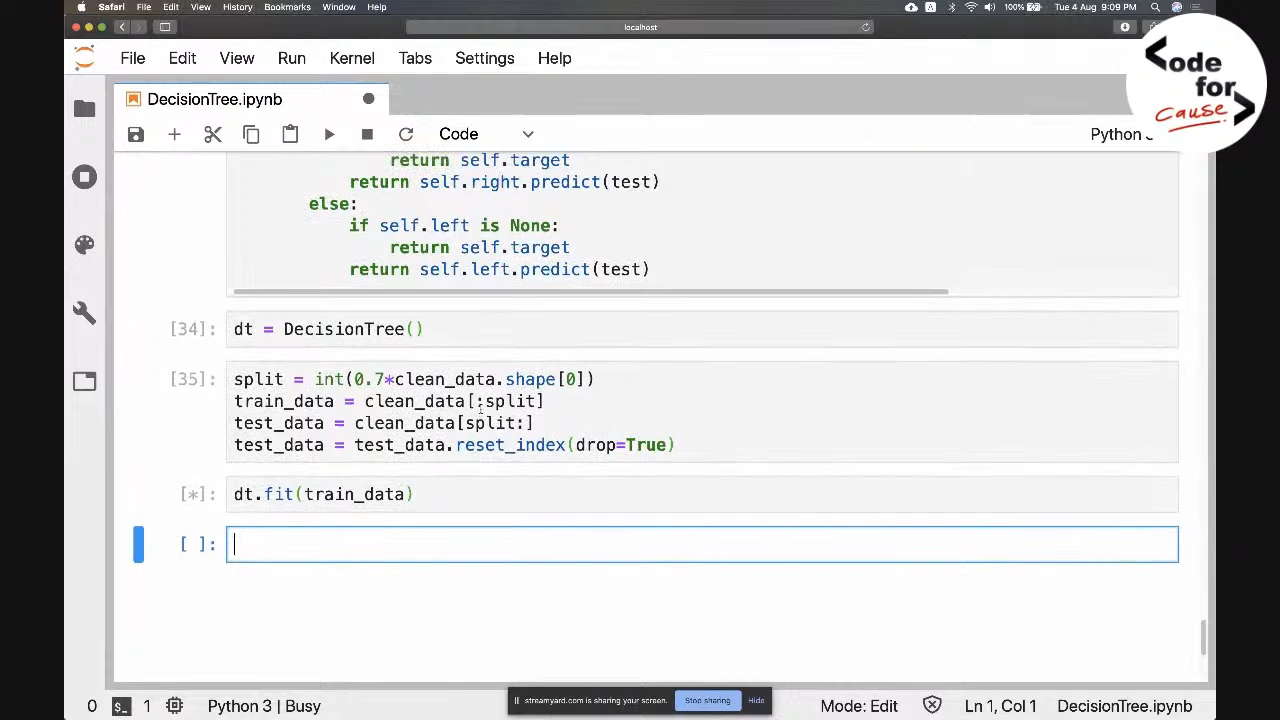 Safari File Edit View History Bookmarks Window Help 100% Tue 4 Aug 9:09 PM
localhost
File Edit View Run Kernel Tabs Settings Help
<ode for Cause>
DecisionTree.ipynb
Code Python
return self.target
return self.right.predict(test)
else:
if self.left is None:
return self.target
return self.left.predict(test)
[34]: dt = DecisionTree()
[35]: split = int(0.7*clean_data.shape[0])
train_data = clean_data[:split]
test_data = clean_data[split:]
test_data = test_data.reset_index(drop=True)
[*]: dt.fit(train_data)
[ ]:
streamyard.com is sharing your screen. Stop sharing Hide
0 1 Python 3 | Busy Mode: Edit Ln 1, Col 1 DecisionTree.ipynb